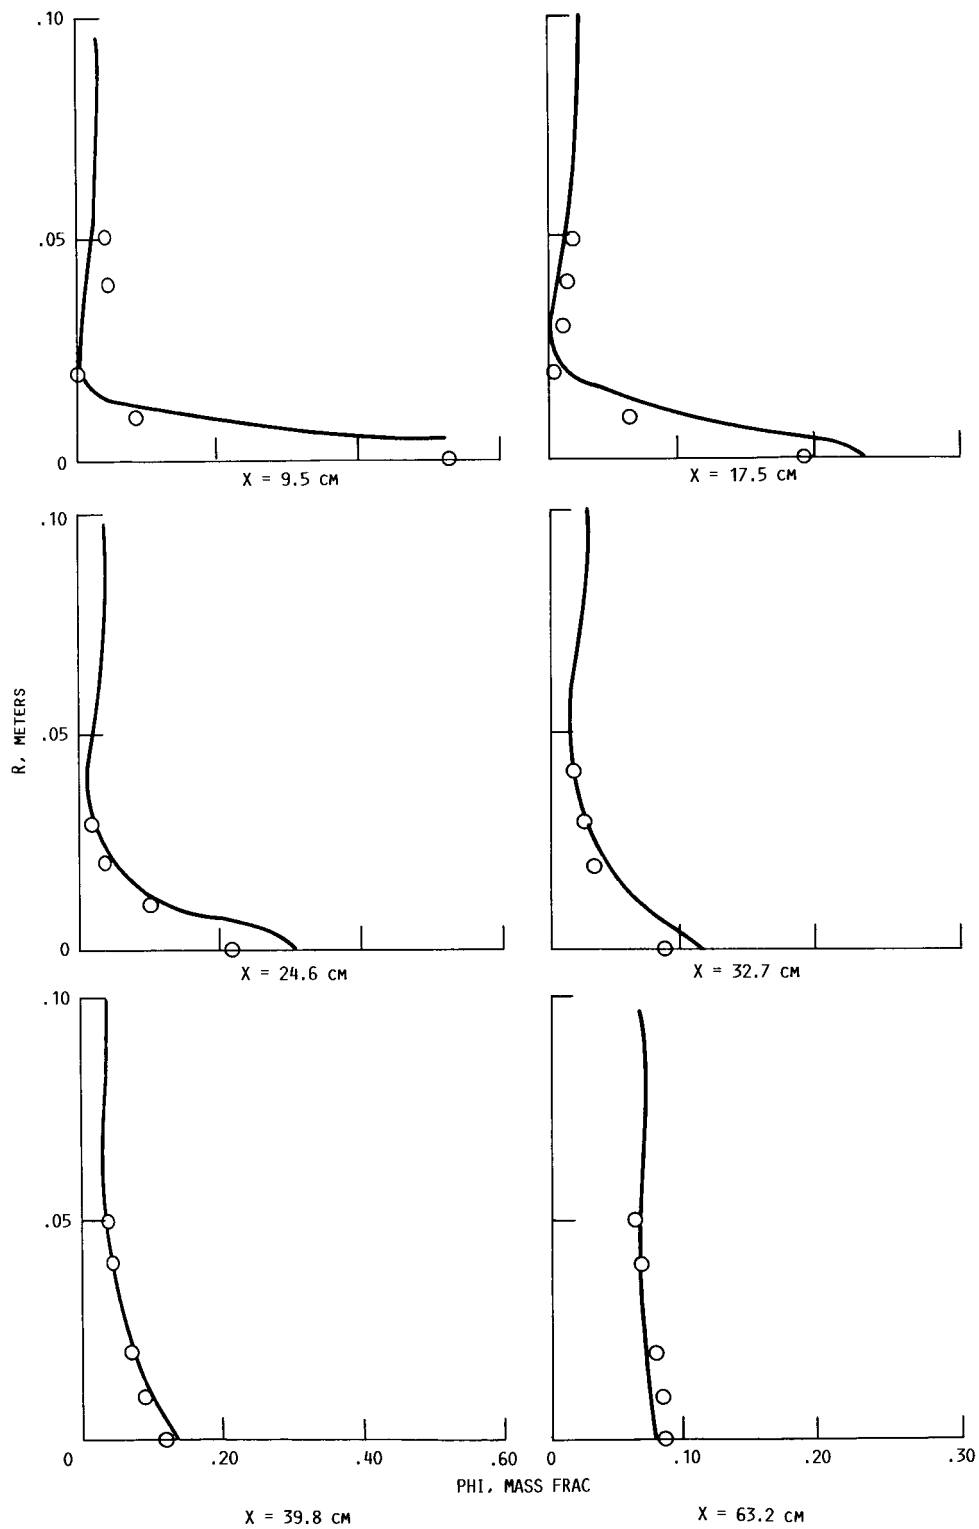 .10
.05
0
X = 9.5 CM
X = 17.5 CM
.10
R, METERS
.05
0
X = 24.6 CM
X = 32.7 CM
.10
.05
0 .20 .40 .60 0 .10 .20 .30
PHI, MASS FRAC
X = 39.8 CM
X = 63.2 CM